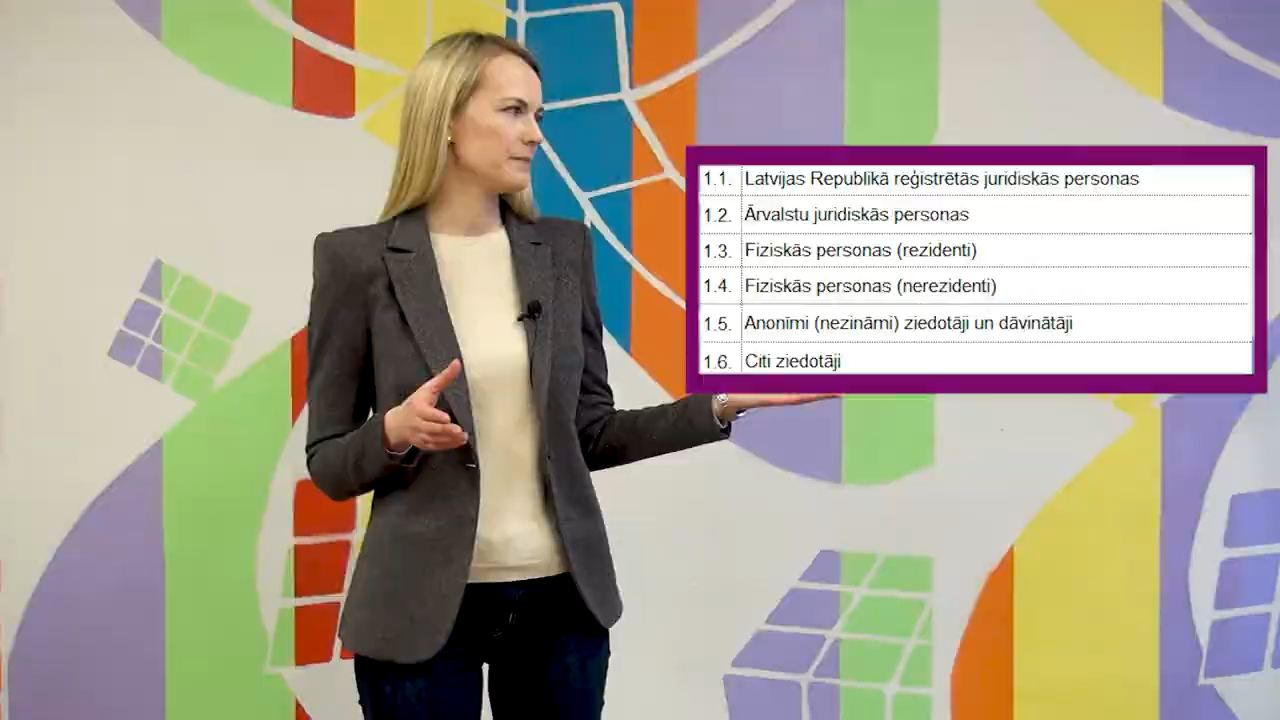 1.1. Latvijas Republikā reģistrētās juridiskās personas
1.2. Ārvalstu juridiskās personas
1.3. Fiziskās personas (rezidenti)
1.4. Fiziskās personas (nerezidenti)
1.5. Anonīmi (nezināmi) ziedotāji un dāvinātāji
1.6. Citi ziedotāji